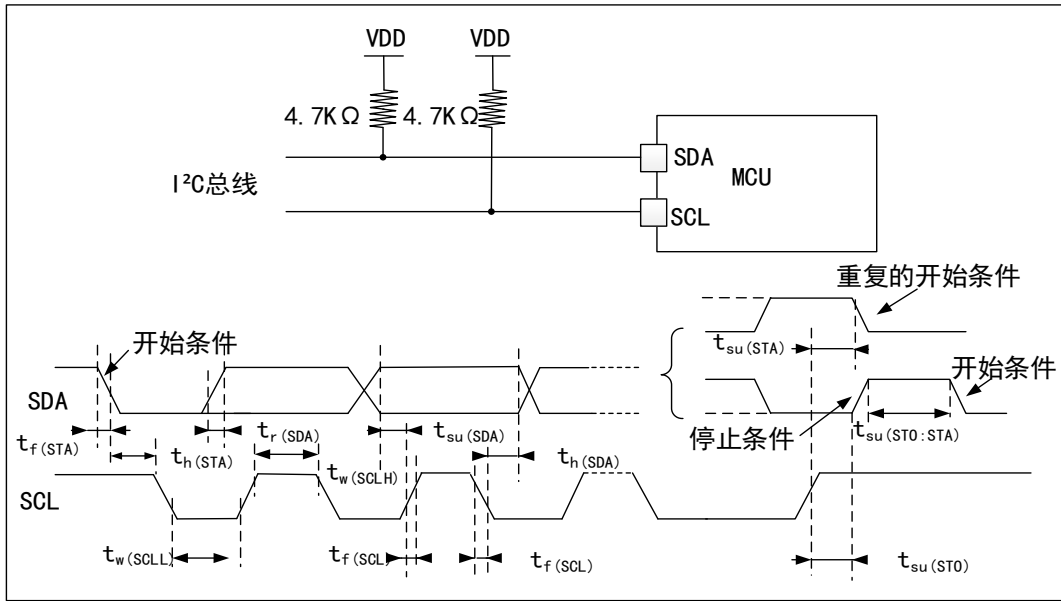 VDD VDD
4.7KΩ 4.7KΩ
SDA
MCU
I²C总线
SCL
重复的开始条件
t_su(STA)
开始条件
开始条件
SDA
t_f(STA)
t_h(STA)
t_r(SDA)
t_su(SDA)
t_h(SDA)
停止条件
t_su(STO:STA)
t_w(SCLH)
SCL
t_w(SCLL)
t_f(SCL)
t_f(SCL)
t_su(STO)